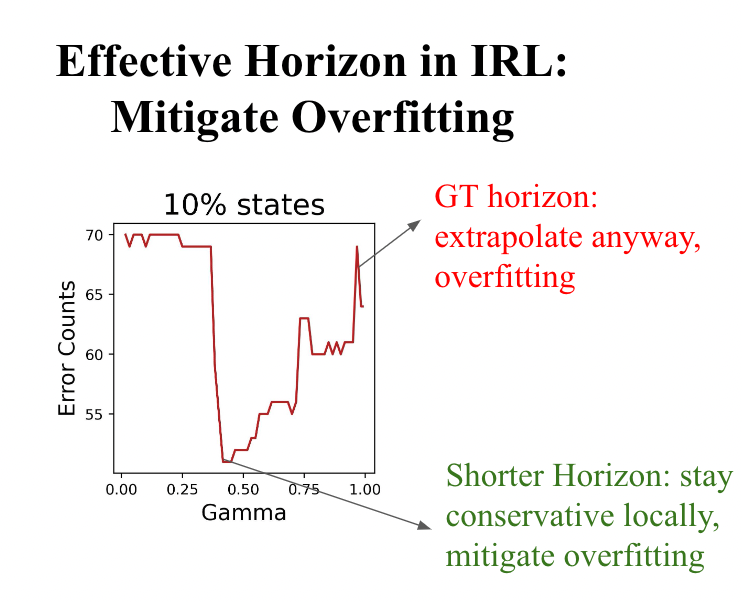 Effective Horizon in IRL:
Mitigate Overfitting
10% states
GT horizon:
extrapolate anyway,
overfitting
70
65
60
55
Error Counts
0.00 0.25 0.50 0.75 1.00
Gamma
Shorter Horizon: stay
conservative locally,
mitigate overfitting